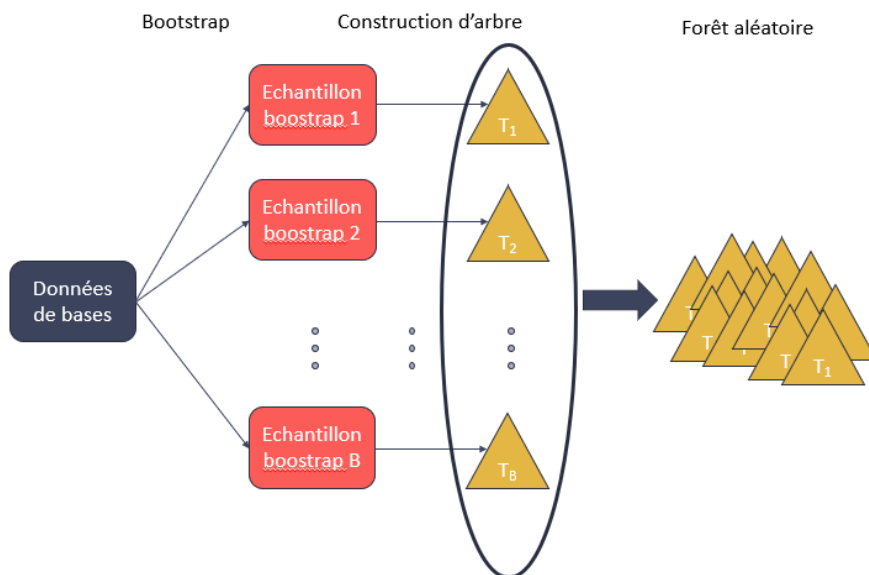 Bootstrap
Construction d'arbre
Forêt aléatoire
Echantillon
boostrap 1
T1
Echantillon
boostrap 2
T2
Données
de bases
Echantillon
boostrap B
TB
T
T
T
T
T1